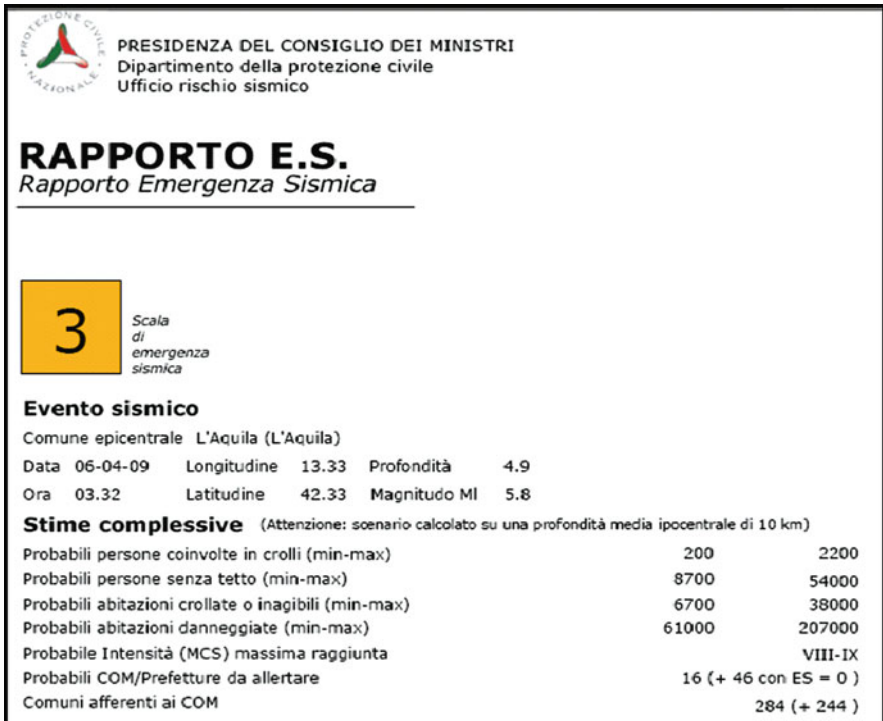 PROTEZIONE CIVILE
NAZIONALE
PRESIDENZA DEL CONSIGLIO DEI MINISTRI
Dipartimento della protezione civile
Ufficio rischio sismico
RAPPORTO E.S.
Rapporto Emergenza Sismica
3
Scala
di
emergenza
sismica
Evento sismico
Comune epicentrale L'Aquila (L'Aquila)
Data 06-04-09 Longitudine 13.33 Profondità 4.9
Ora 03.32 Latitudine 42.33 Magnitudo Ml 5.8
Stime complessive (Attenzione: scenario calcolato su una profondità media ipocentrale di 10 km)
Probabili persone coinvolte in crolli (min-max) 200 2200
Probabili persone senza tetto (min-max) 8700 54000
Probabili abitazioni crollate o inagibili (min-max) 6700 38000
Probabili abitazioni danneggiate (min-max) 61000 207000
Probabile Intensità (MCS) massima raggiunta VIII-IX
Probabili COM/Prefetture da allertare 16 (+ 46 con ES = 0 )
Comuni afferenti ai COM 284 (+ 244 )